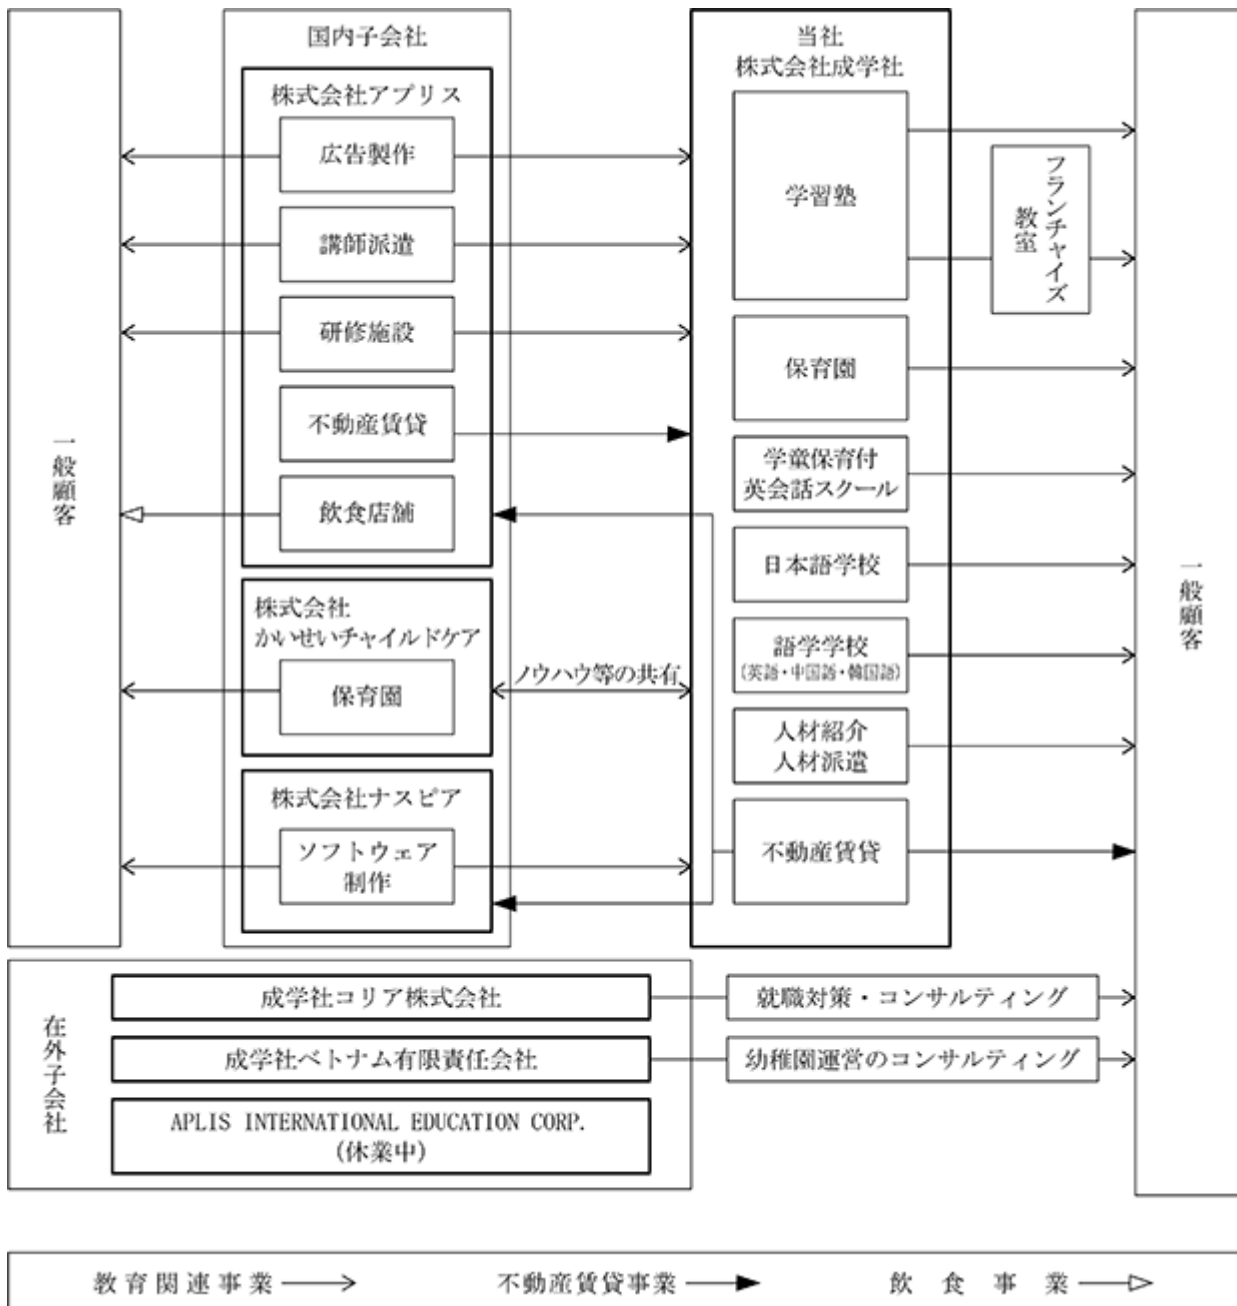 一般顧客
国内子会社
株式会社アプリス
広告製作
講師派遣
研修施設
不動産賃貸
飲食店舗
株式会社
かいせいチャイルドケア
保育園
株式会社ナスピア
ソフトウェア
制作
ノウハウ等の共有
当社
株式会社成学社
学習塾
フランチャイズ
教室
保育園
学童保育付
英会話スクール
日本語学校
語学学校
(英語・中国語・韓国語)
人材紹介
人材派遣
不動産賃貸
一般顧客
在外子会社
成学社コリア株式会社
就職対策・コンサルティング
成学社ベトナム有限責任会社
幼稚園運営のコンサルティング
APLIS INTERNATIONAL EDUCATION CORP.
(休業中)
教育関連事業
不動産賃貸事業
飲食事業